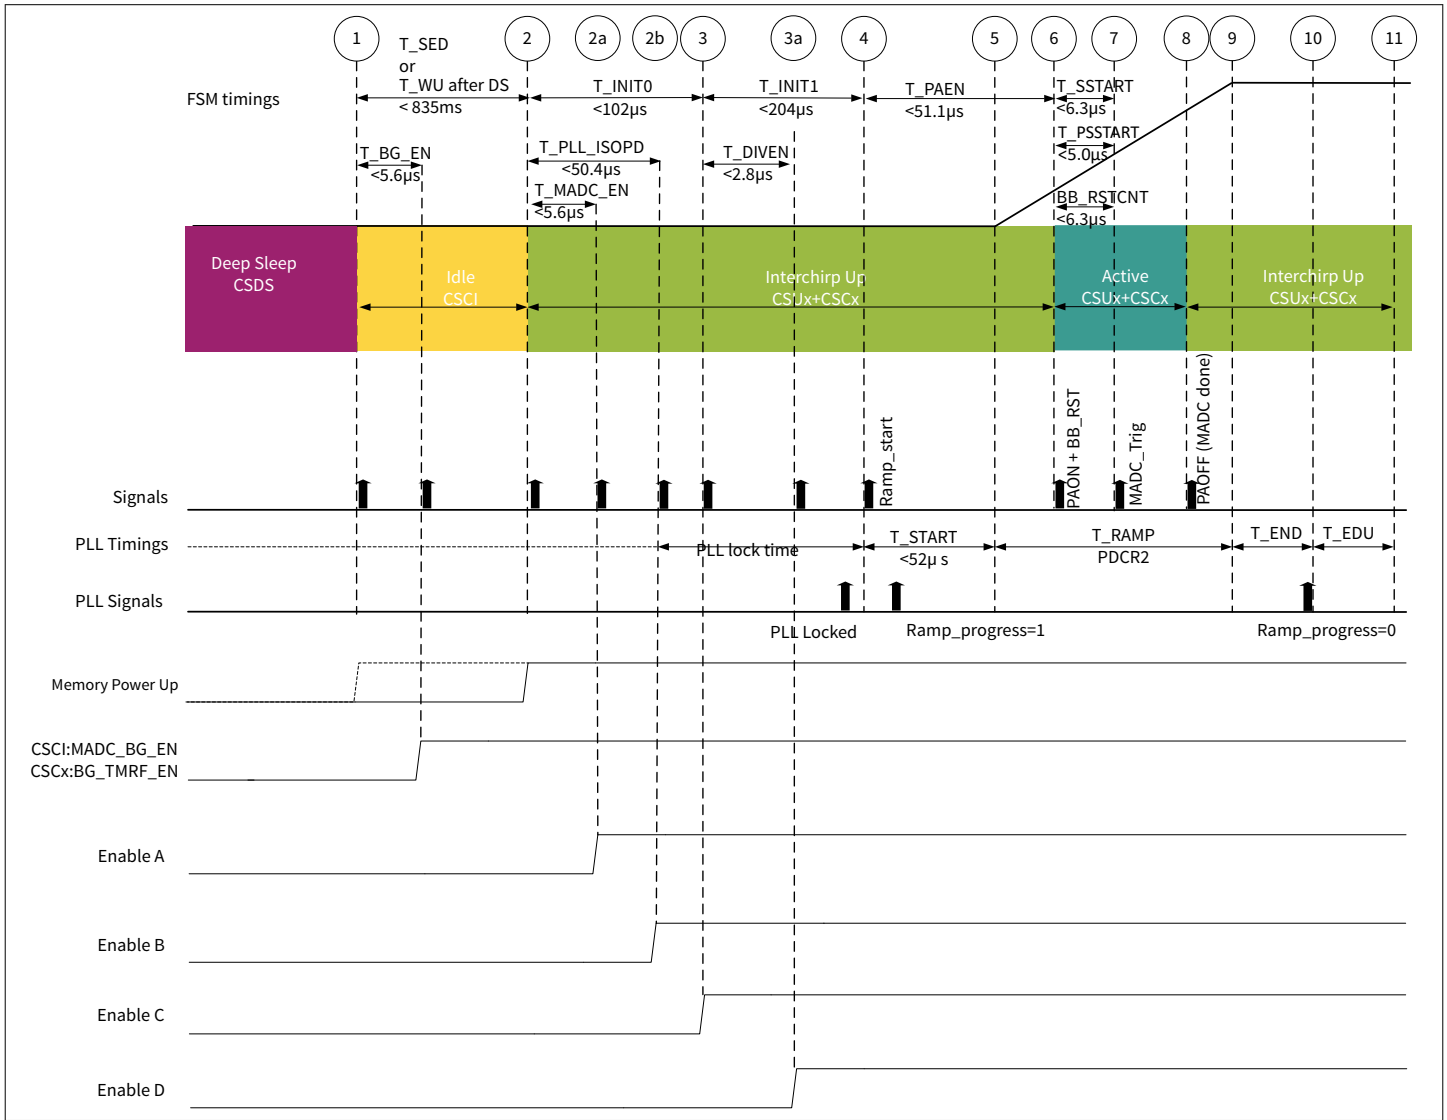 1
2
2a
2b
3
3a
4
5
6
7
8
9
10
11
T_SED
or
T_WU after DS
< 835ms
FSM timings
T_INIT0
<102µs
T_INIT1
<204µs
T_PAEN
<51.1µs
T_SSTART
<6.3µs
T_PSSTART
<5.0µs
BB_RSTCNT
<6.3µs
T_BG_EN
<5.6µs
T_PLL_ISOPD
<50.4µs
T_MADC_EN
<5.6µs
T_DIVEN
<2.8µs
Deep Sleep
CSDS
Idle
CSCI
Interchirp Up
CSUx+CSCx
Active
CSUx+CSCx
Interchirp Up
CSUx+CSCx
Signals
Ramp_start
PAON + BB_RST
MADC_Trig
PAOFF (MADC done)
PLL Timings
PLL lock time
T_START
<52µ s
T_RAMP
PDCR2
T_END
T_EDU
PLL Signals
PLL Locked
Ramp_progress=1
Ramp_progress=0
Memory Power Up
CSCI:MADC_BG_EN
CSCx:BG_TMRF_EN
Enable A
Enable B
Enable C
Enable D